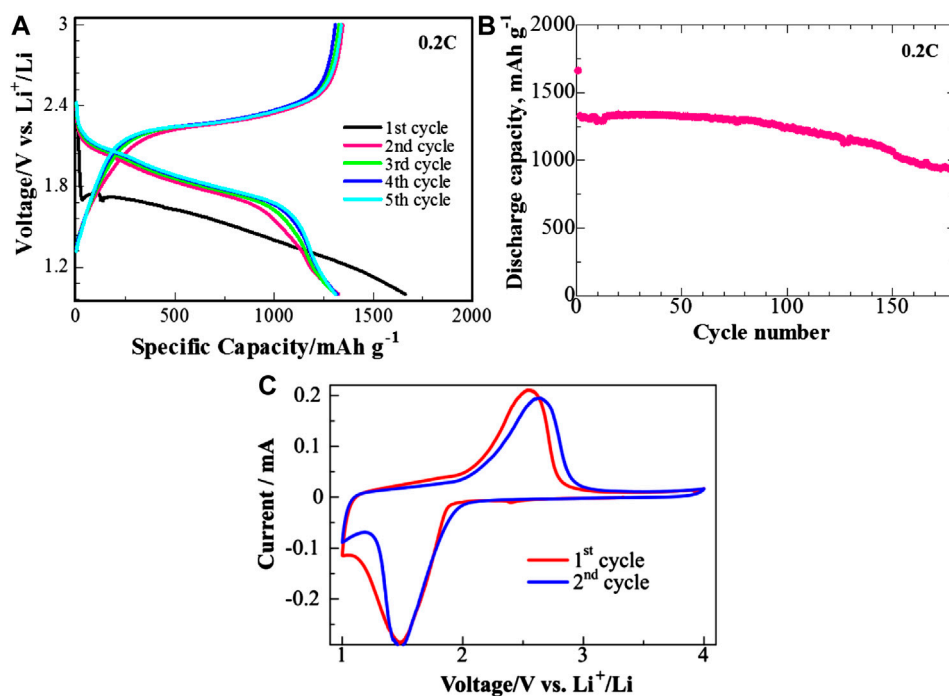 A
0.2C
Voltage/V vs. Li⁺/Li
3
2.4
1.8
1.2
1st cycle
2nd cycle
3rd cycle
4th cycle
5th cycle
0 500 1000 1500 2000
Specific Capacity/mAh g⁻¹
B
0.2C
Discharge capacity, mAh g⁻¹
2000
1500
1000
500
0
0 50 100 150
Cycle number
C
Current / mA
0.2
0.1
0
-0.1
-0.2
1ˢᵗ cycle
2ⁿᵈ cycle
1 2 3 4
Voltage/V vs. Li⁺/Li